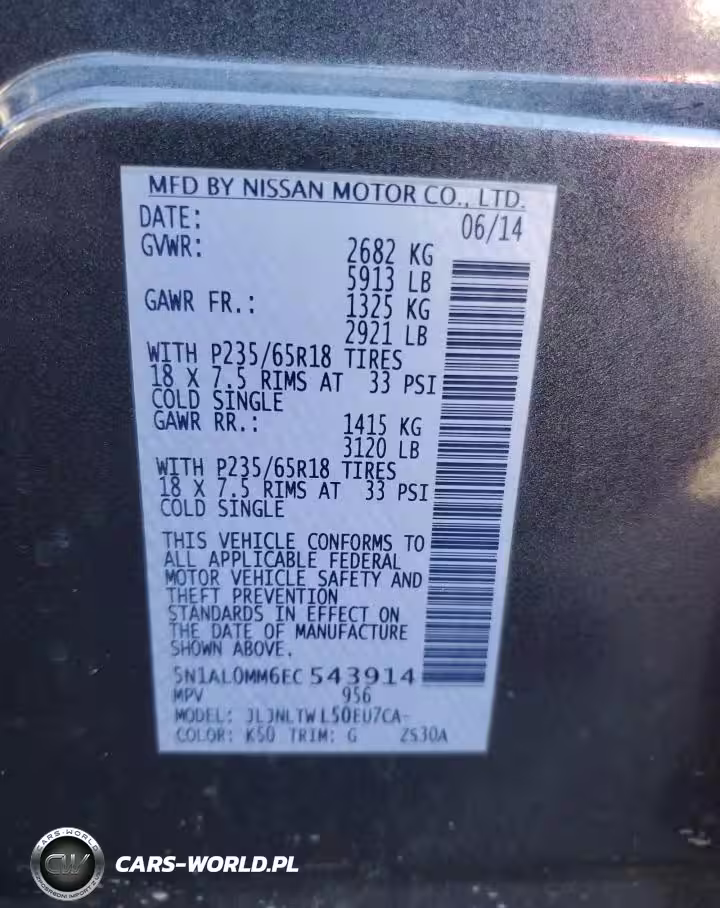 MFD BY NISSAN MOTOR CO., LTD.
DATE: 06/14
GVWR: 2682 KG
5913 LB
GAWR FR.: 1325 KG
2921 LB
WITH P235/65R18 TIRES
18 X 7.5 RIMS AT 33 PSI
COLD SINGLE
GAWR RR.: 1415 KG
3120 LB
WITH P235/65R18 TIRES
18 X 7.5 RIMS AT 33 PSI
COLD SINGLE
THIS VEHICLE CONFORMS TO
ALL APPLICABLE FEDERAL
MOTOR VEHICLE SAFETY AND
THEFT PREVENTION
STANDARDS IN EFFECT ON
THE DATE OF MANUFACTURE
SHOWN ABOVE.
5N1AL0MM6EC 543914
MPV 956
MODEL: JLJNLTWL50EU7CA-
COLOR: K50 TRIM: G 2S30A
CARS-WORLD
CW
CARS-WORLD.PL